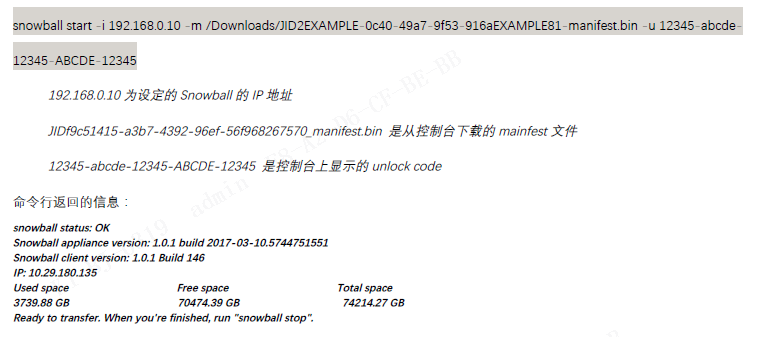 snowball start -i 192.168.0.10 -m /Downloads/JID2EXAMPLE-0c40-49a7-9f53-916aEXAMPLE81-manifest.bin -u 12345-abcde-
12345-ABCDE-12345
192.168.0.10 为设定的 Snowball 的 IP 地址
JIDf9c51415-a3b7-4392-96ef-56f968267570_manifest.bin 是从控制台下载的 mainfest 文件
12345-abcde-12345-ABCDE-12345 是控制台上显示的 unlock code
命令行返回的信息：
snowball status: OK
Snowball appliance version: 1.0.1 build 2017-03-10.5744751551
Snowball client version: 1.0.1 Build 146
IP: 10.29.180.135
Used space Free space Total space
3739.88 GB 70474.39 GB 74214.27 GB
Ready to transfer. When you're finished, run "snowball stop".